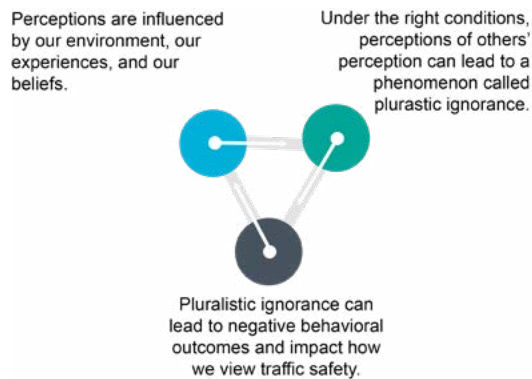 Perceptions are influenced
by our environment, our
experiences, and our
beliefs.
Under the right conditions,
perceptions of others'
perception can lead to a
phenomenon called
plurastic ignorance.
Pluralistic ignorance can
lead to negative behavioral
outcomes and impact how
we view traffic safety.